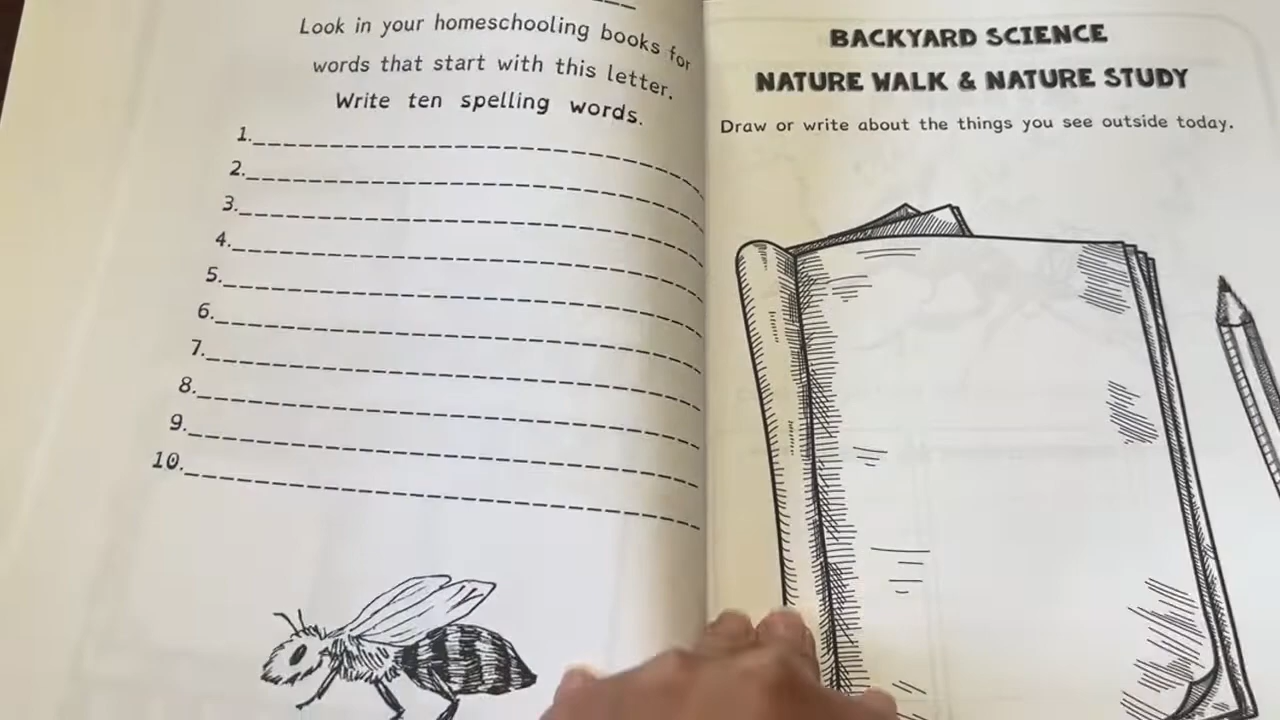 Look in your homeschooling books for
words that start with this letter.
Write ten spelling words.
1.
2.
3.
4.
5.
6.
7.
8.
9.
10.
BACKYARD SCIENCE
NATURE WALK & NATURE STUDY
Draw or write about the things you see outside today.